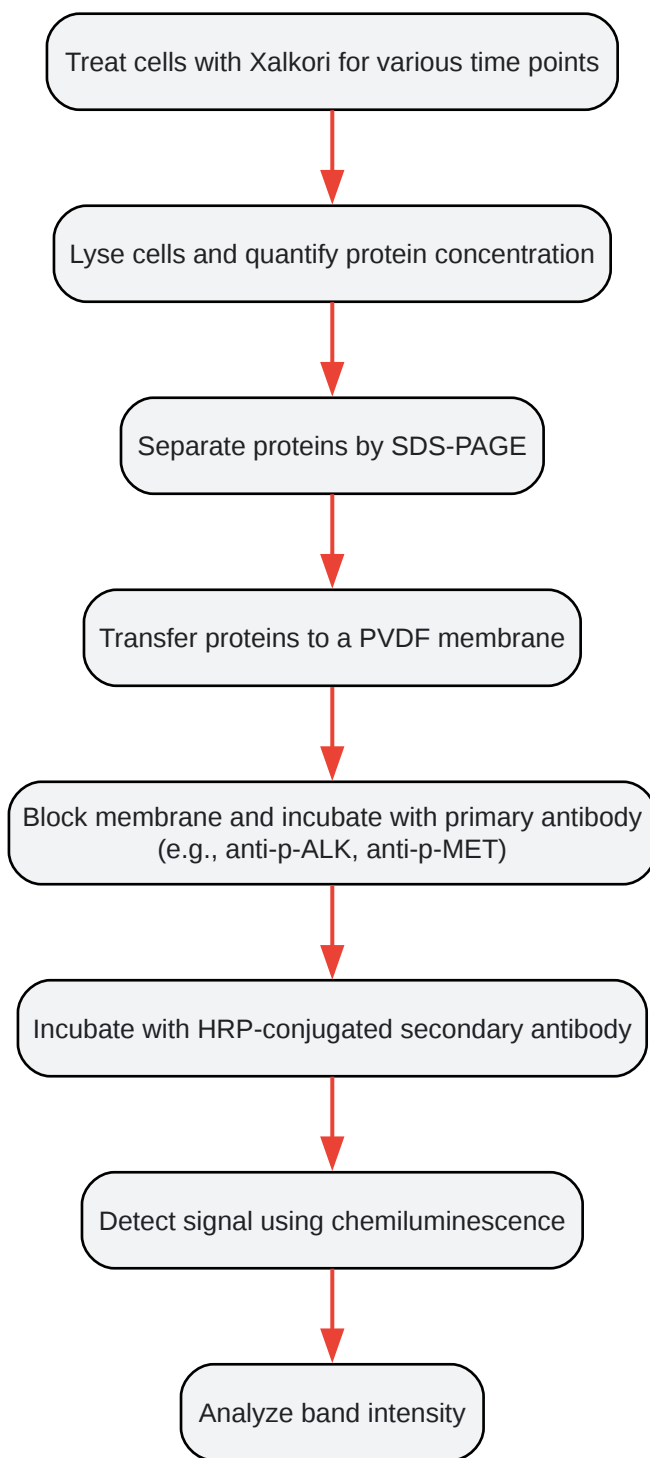 Treat cells with Xalkori for various time points
Lyse cells and quantify protein concentration
Separate proteins by SDS-PAGE
Transfer proteins to a PVDF membrane
Block membrane and incubate with primary antibody
(e.g., anti-p-ALK, anti-p-MET)
Incubate with HRP-conjugated secondary antibody
Detect signal using chemiluminescence
Analyze band intensity